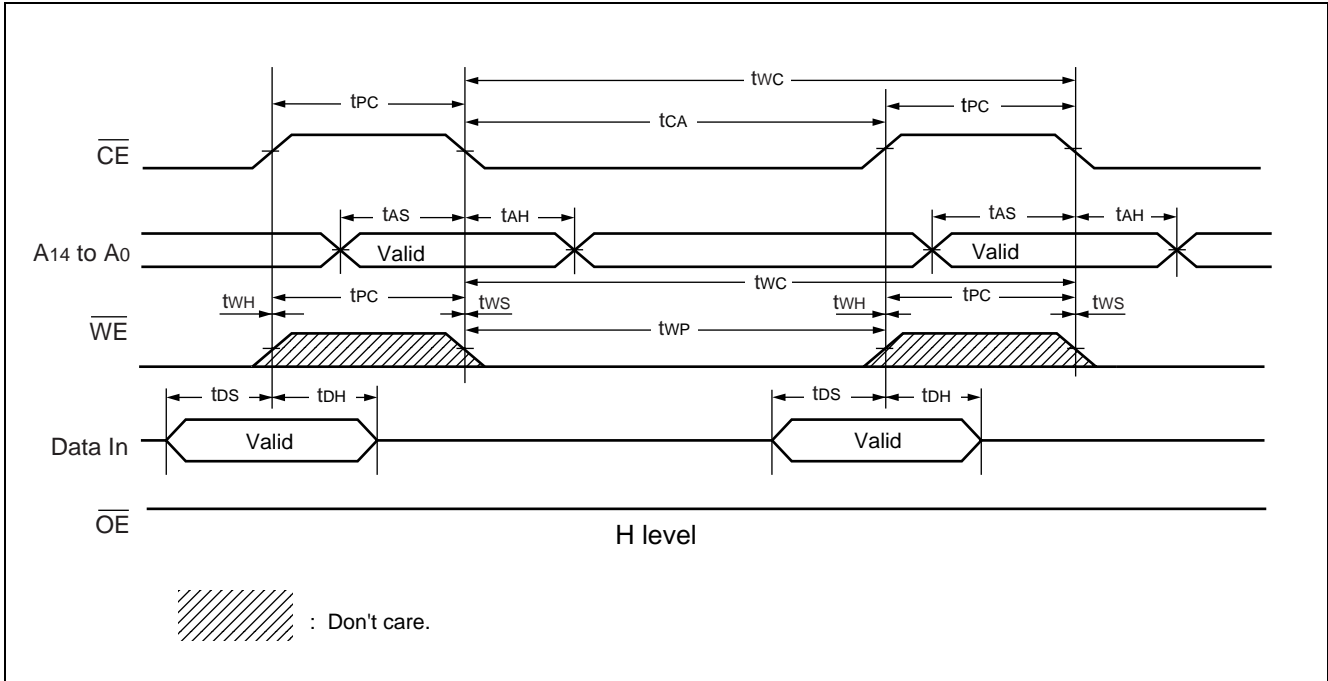 tWC
tPC tPC
tCA
CE
tAS tAH tAS tAH
A14 to A0 Valid Valid
tWC
tWH tPC tWS tWH tPC tWS
WE tWP
tDS tDH tDS tDH
Data In Valid Valid
OE
H level
: Don't care.